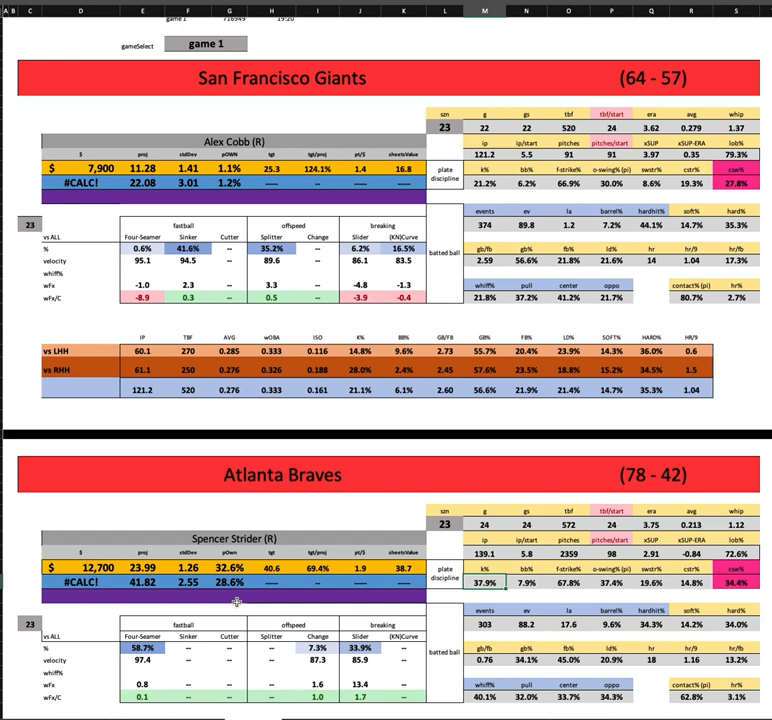 A B C D E F G H I J K L M N O P Q R S
game 1 716949 19:20
gameSelect game 1
San Francisco Giants (64 - 57)
szn g gs tbf tbf/start era avg whip
23 22 22 520 24 3.62 0.279 1.37
Alex Cobb (R) ip ip/start pitches pitches/start xSUP xSUP-ERA lob%
$ proj stdDev pOWN tgt tgt/proj pt/$ sheetsValue 121.2 5.5 91 91 3.97 0.35 79.3%
$ 7,900 11.28 1.41 1.1% 25.3 124.1% 1.4 16.8 plate discipline k% bb% f-strike% o-swing% (pi) swstr% cstr% csw%
#CALC! 22.08 3.01 1.2% ---- ---- -- ---- 21.2% 6.2% 66.9% 30.0% 8.6% 19.3% 27.8%
events ev la barrel% hardhit% soft% hard%
23 fastball offspeed breaking 374 89.8 1.2 7.2% 44.1% 14.7% 35.3%
vs ALL Four-Seamer Sinker Cutter Splitter Change Slider (KN)Curve
% 0.6% 41.6% -- 35.2% -- 6.2% 16.5% batted ball gb/fb gb% fb% ld% hr hr/9 hr/fb
velocity 95.1 94.5 -- 89.6 -- 86.1 83.5 2.59 56.6% 21.8% 21.6% 14 1.04 17.3%
whiff%
wFx -1.0 2.3 -- 3.3 -- -4.8 -1.3 whiff% pull center oppo contact% (pi) hr%
wFx/C -8.9 0.3 -- 0.5 -- -3.9 -0.4 21.8% 37.2% 41.2% 21.7% 80.7% 2.7%
IP TBF AVG wOBA ISO K% BB% GB/FB GB% FB% LD% SOFT% HARD% HR/9
vs LHH 60.1 270 0.285 0.333 0.116 14.8% 9.6% 2.73 55.7% 20.4% 23.9% 14.3% 36.0% 0.6
vs RHH 61.1 250 0.276 0.326 0.188 28.0% 2.4% 2.45 57.6% 23.5% 18.8% 15.2% 34.5% 1.5
121.2 520 0.276 0.333 0.161 21.1% 6.1% 2.60 56.6% 21.9% 21.4% 14.7% 35.3% 1.04
Atlanta Braves (78 - 42)
szn g gs tbf tbf/start era avg whip
23 24 24 572 24 3.75 0.213 1.12
Spencer Strider (R) ip ip/start pitches pitches/start xSUP xSUP-ERA lob%
$ proj stdDev pOwn tgt tgt/proj pt/$ sheetsValue 139.1 5.8 2359 98 2.91 -0.84 72.6%
$ 12,700 23.99 1.26 32.6% 40.6 69.4% 1.9 38.7 plate discipline k% bb% f-strike% o-swing% (pi) swstr% cstr% csw%
#CALC! 41.82 2.55 28.6% ---- ---- -- ---- 37.9% 7.9% 67.8% 37.4% 19.6% 14.8% 34.4%
events ev la barrel% hardhit% soft% hard%
23 fastball offspeed breaking 303 88.2 17.6 9.6% 34.3% 14.2% 34.0%
vs ALL Four-Seamer Sinker Cutter Splitter Change Slider (KN)Curve
% 58.7% -- -- -- 7.3% 33.9% -- batted ball gb/fb gb% fb% ld% hr hr/9 hr/fb
velocity 97.4 -- -- -- 87.3 85.9 -- 0.76 34.1% 45.0% 20.9% 18 1.16 13.2%
whiff%
wFx 0.8 -- -- -- 1.6 13.4 -- whiff% pull center oppo contact% (pi) hr%
wFx/C 0.1 -- -- -- 1.0 1.7 -- 40.1% 32.0% 33.7% 34.3% 62.8% 3.1%